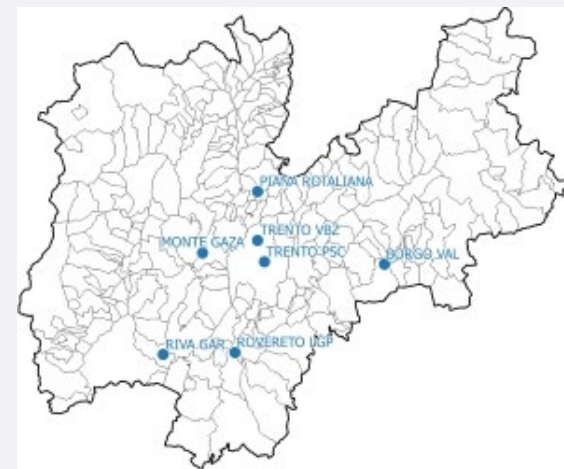 PIANA ROTALIANA
TRENTO VBZ
MONTE GAZA
TRENTO PSC
BORGO VAL
RIVA GAR
ROVERETO LGP